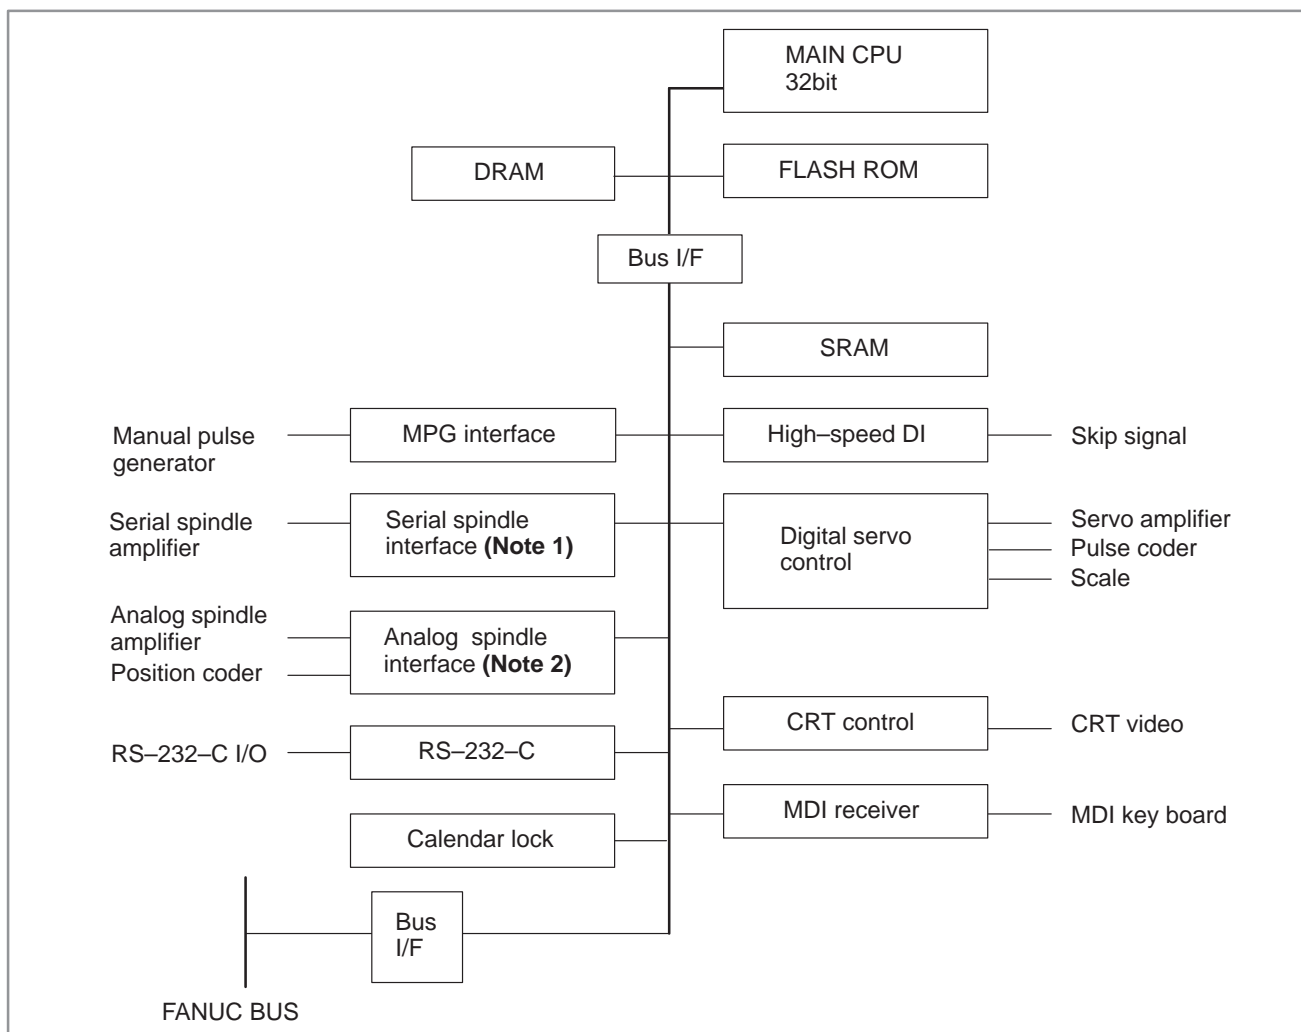 MAIN CPU
32bit
DRAM
FLASH ROM
Bus I/F
SRAM
Manual pulse
generator
MPG interface
High–speed DI
Skip signal
Serial spindle
amplifier
Serial spindle
interface (Note 1)
Digital servo
control
Servo amplifier
Pulse coder
Scale
Analog spindle
amplifier
Position coder
Analog spindle
interface (Note 2)
CRT control
CRT video
RS–232–C I/O
RS–232–C
MDI receiver
MDI key board
Calendar lock
Bus
I/F
FANUC BUS